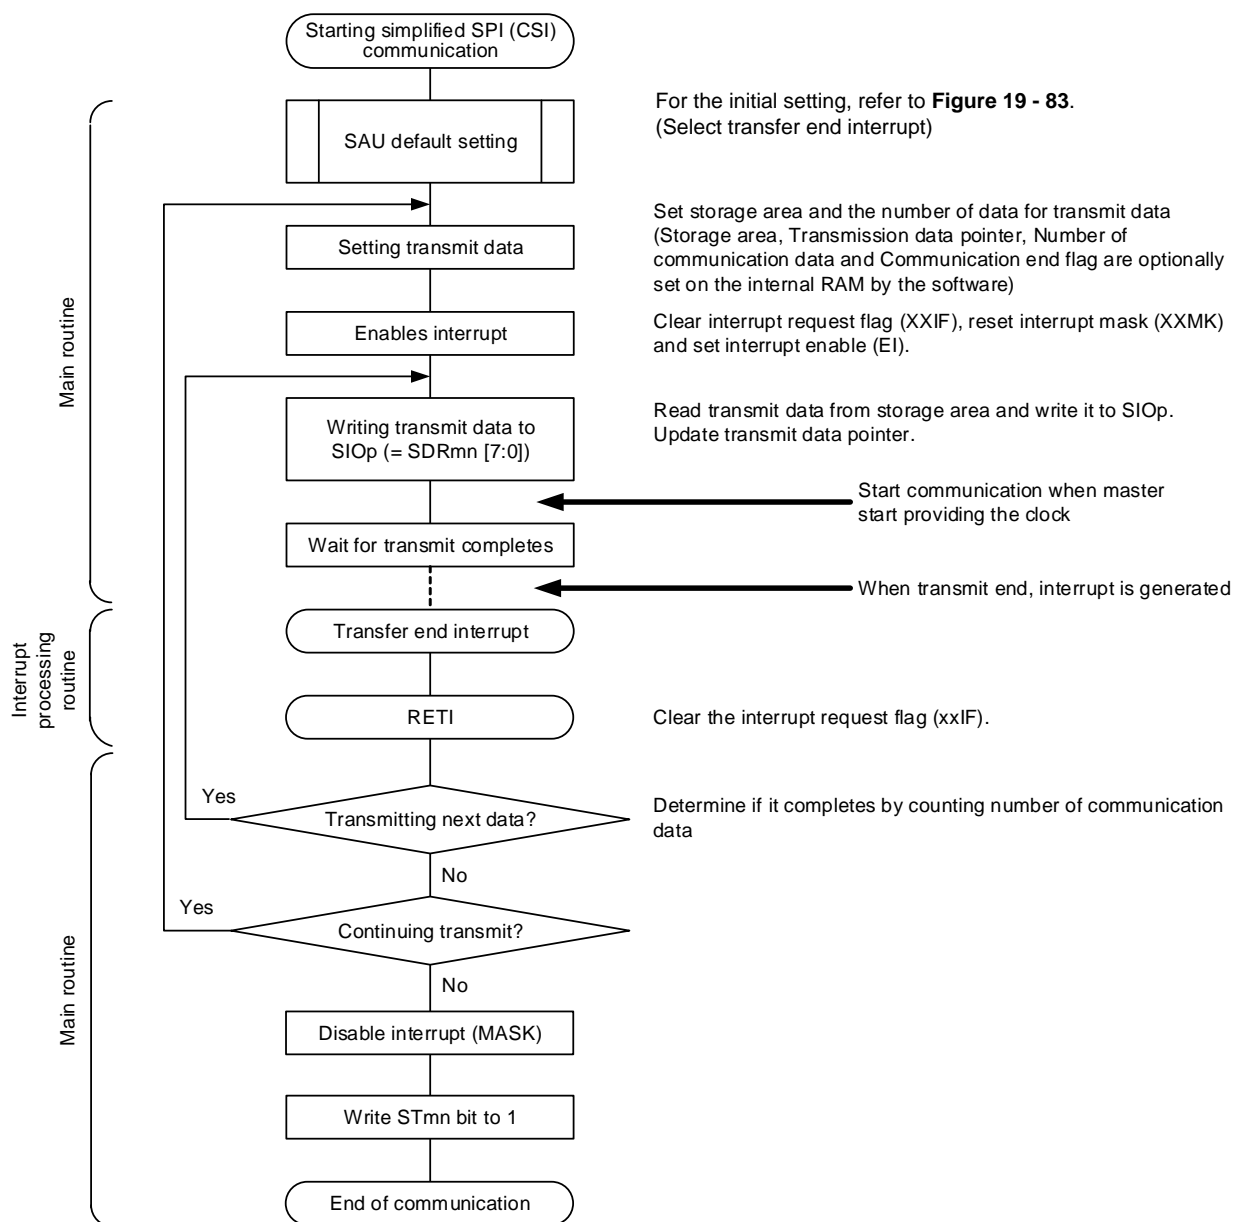 Starting simplified SPI (CSI)
communication
SAU default setting
For the initial setting, refer to Figure 19 - 83.
(Select transfer end interrupt)
Main routine
Setting transmit data
Set storage area and the number of data for transmit data
(Storage area, Transmission data pointer, Number of
communication data and Communication end flag are optionally
set on the internal RAM by the software)
Enables interrupt
Clear interrupt request flag (XXIF), reset interrupt mask (XXMK)
and set interrupt enable (EI).
Writing transmit data to
SIOp (= SDRmn [7:0])
Read transmit data from storage area and write it to SIOp.
Update transmit data pointer.
Start communication when master
start providing the clock
Wait for transmit completes
When transmit end, interrupt is generated
Interrupt
processing
routine
Transfer end interrupt
RETI
Clear the interrupt request flag (xxIF).
Main routine
Yes
Transmitting next data?
Determine if it completes by counting number of communication
data
No
Yes
Continuing transmit?
No
Disable interrupt (MASK)
Write STmn bit to 1
End of communication